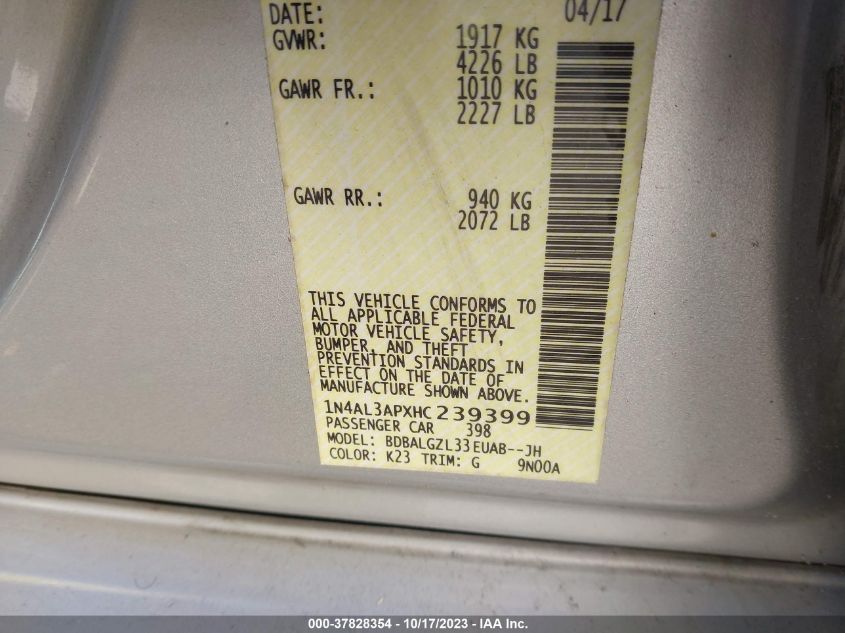 DATE: 04/17
GVWR: 1917 KG
4226 LB
GAWR FR.: 1010 KG
2227 LB
GAWR RR.: 940 KG
2072 LB
THIS VEHICLE CONFORMS TO
ALL APPLICABLE FEDERAL
MOTOR VEHICLE SAFETY,
BUMPER, AND THEFT
PREVENTION STANDARDS IN
EFFECT ON THE DATE OF
MANUFACTURE SHOWN ABOVE.
1N4AL3APXHC 239399
PASSENGER CAR 398
MODEL: BDBALGZL33EUAB--JH
COLOR: K23 TRIM: G 9N00A
000-37828354 - 10/17/2023 - IAA Inc.